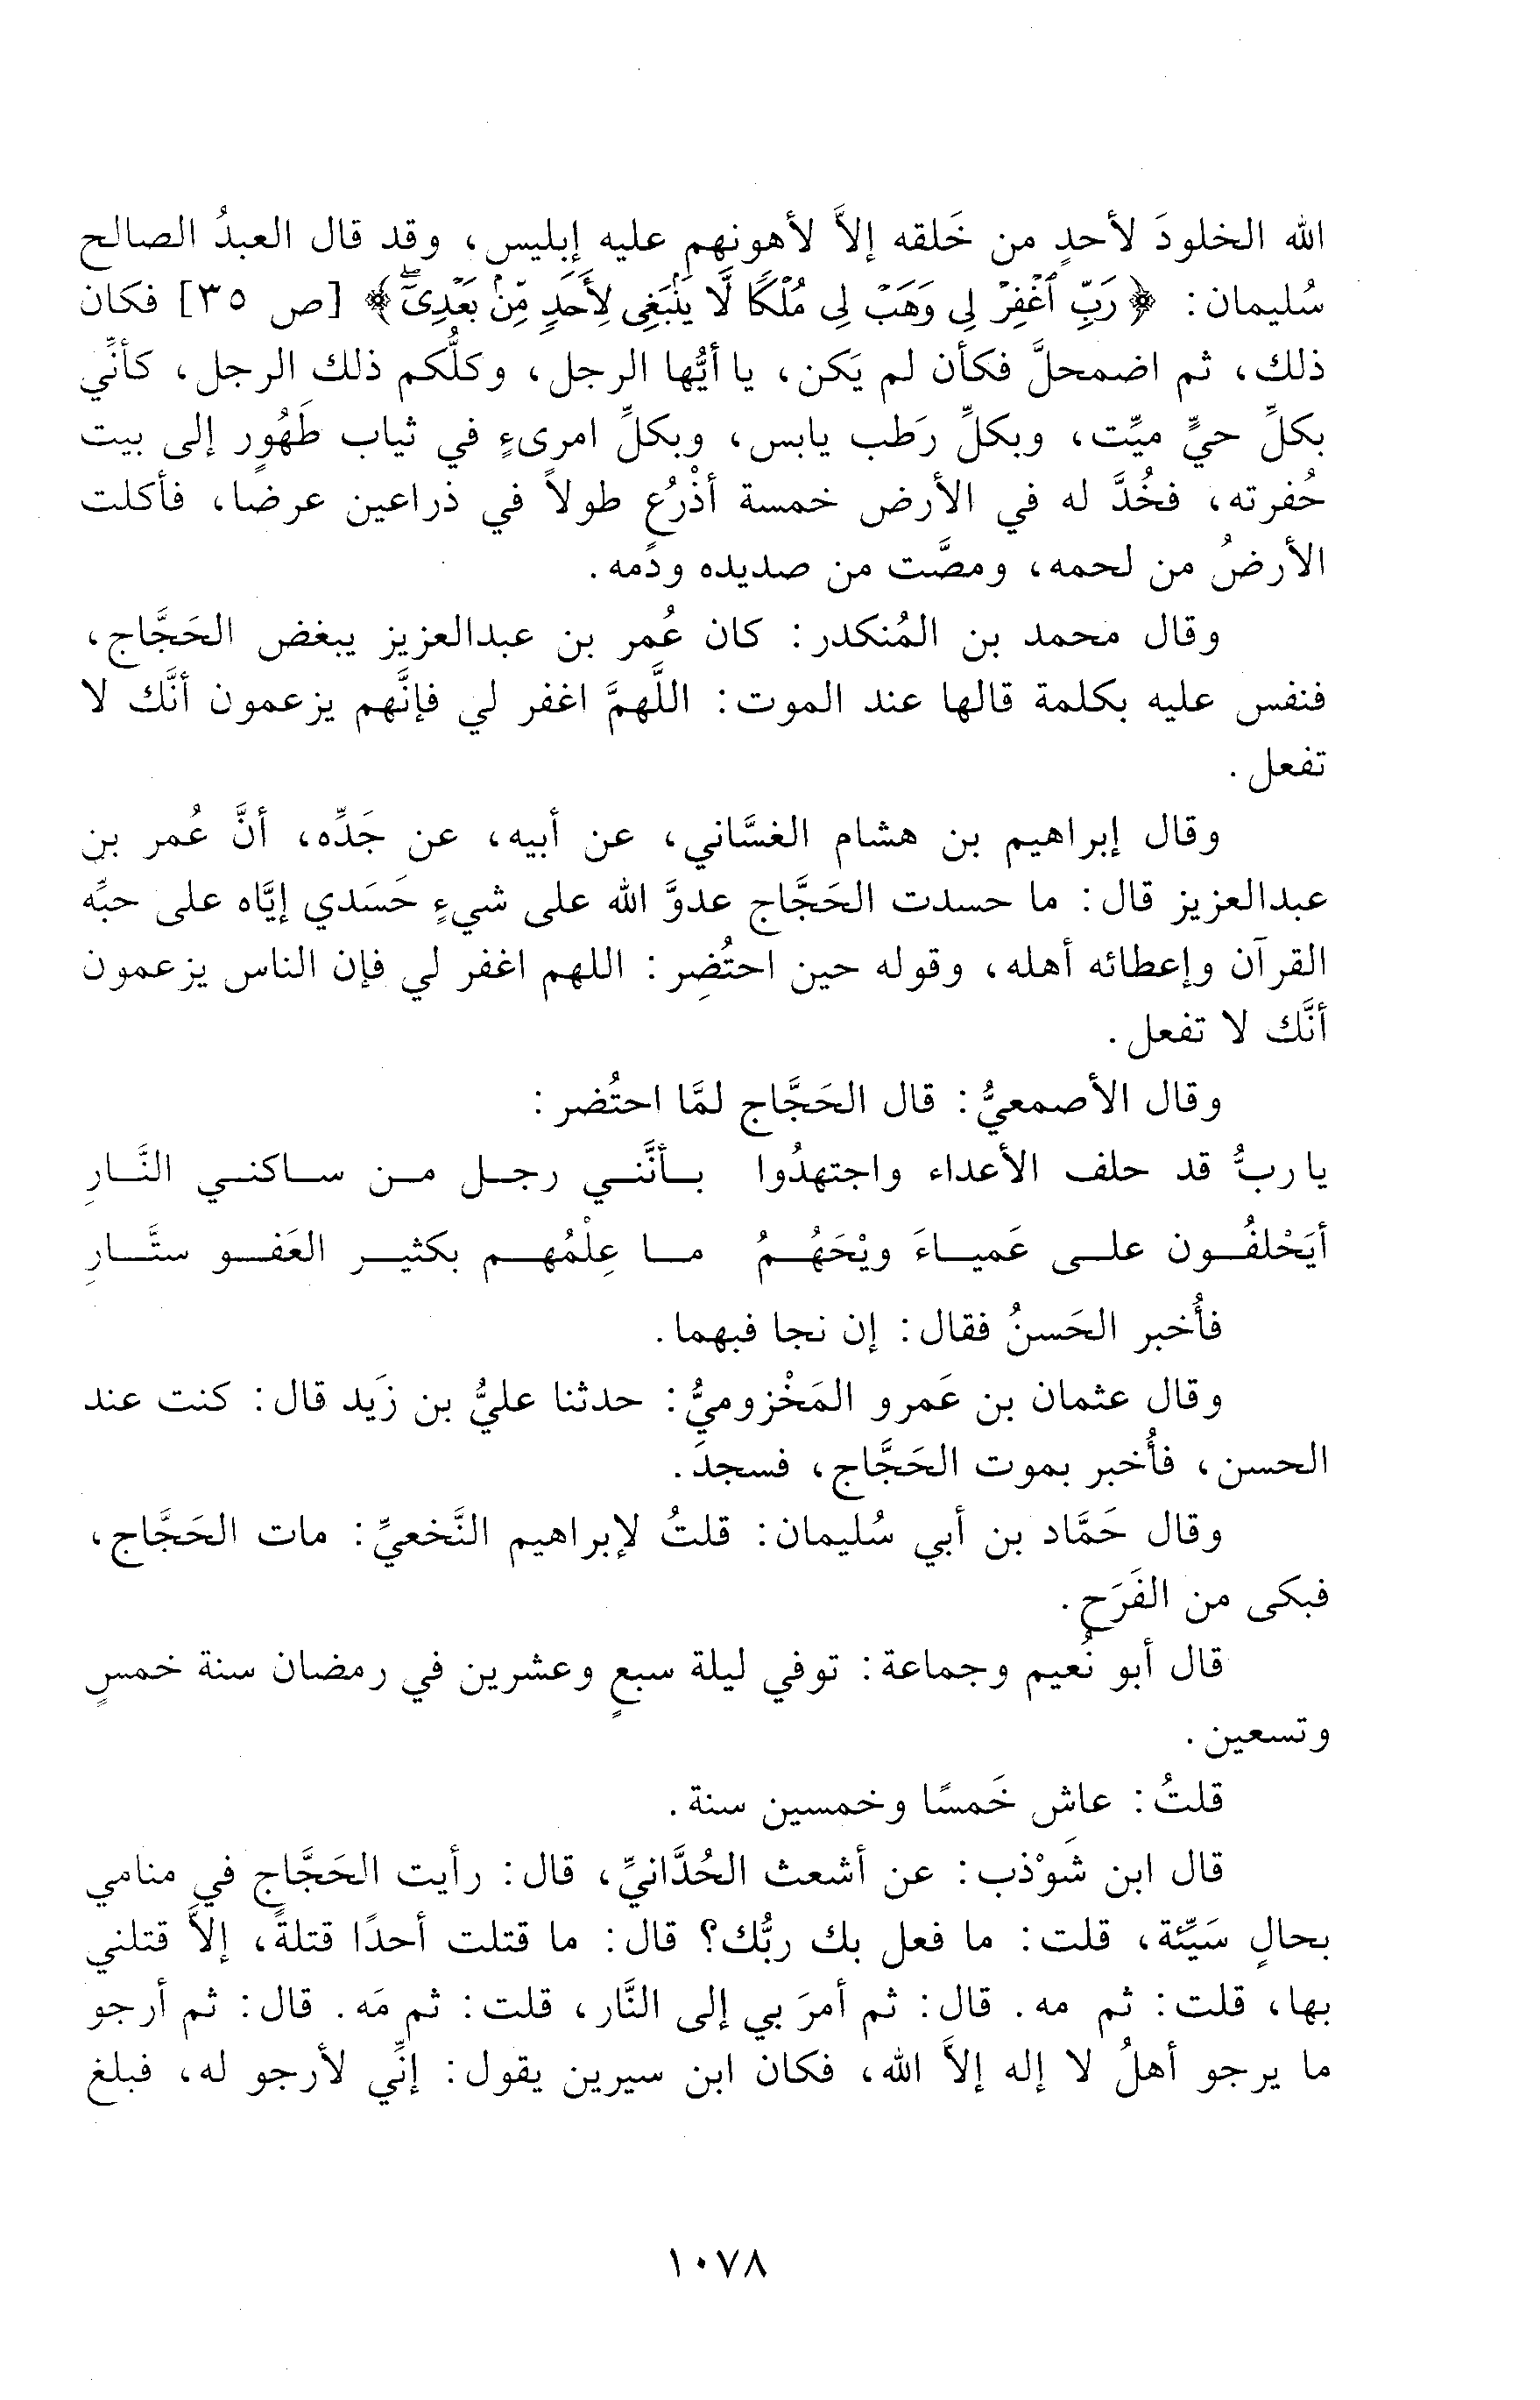 الله الخلودَ لأحدٍ من خَلقه إلاَّ لأهونهم عليه إبليس، وقد قال العبدُ الصالح
سُليمان: ﴿رَبِّ ٱغْفِرْ لِى وَهَبْ لِى مُلْكًا لَّا يَنۢبَغِى لِأَحَدٍ مِّنۢ بَعْدِىٓۖ﴾ [ص ٣٥] فكان
ذلك، ثم اضمحلَّ فكأن لم يَكن، يا أيُّها الرجل، وكلُّكم ذلك الرجل، كأنِّي
بكلِّ حيٍّ ميِّت، وبكلِّ رَطب يابس، وبكلِّ امرىءٍ في ثياب طَهُورٍ إلى بيت
حُفرته، فخُدَّ له في الأرض خمسة أذْرُعٍ طولاً في ذراعين عرضا، فأكلت
الأرضُ من لحمه، ومصَّت من صديده ودمه.
وقال محمد بن المُنكدر: كان عُمر بن عبدالعزيز يبغض الحَجَّاج،
فنفس عليه بكلمة قالها عند الموت: اللَّهمَّ اغفر لي فإنَّهم يزعمون أنَّك لا
تفعل.
وقال إبراهيم بن هشام الغسَّاني، عن أبيه، عن جَدِّه، أنَّ عُمر بن
عبدالعزيز قال: ما حسدت الحَجَّاج عدوَّ الله على شيءٍ حَسَدي إيَّاه على حبِّه
القرآن وإعطائه أهله، وقوله حين احتُضِر: اللهم اغفر لي فإن الناس يزعمون
أنَّك لا تفعل.
وقال الأصمعيُّ: قال الحَجَّاج لمَّا احتُضر:
يا ربُّ قد حلف الأعداء واجتهدُوا بأنَّني رجل من ساكني النَّارِ
أيَحْلفُون على عَمياءَ ويْحَهُمُ ما عِلْمُهم بكثير العَفو ستَّارِ
فأُخبر الحَسنُ فقال: إن نجا فبهما.
وقال عثمان بن عَمرو المَخْزوميُّ: حدثنا عليُّ بن زَيد قال: كنت عند
الحسن، فأُخبر بموت الحَجَّاج، فسجدَ.
وقال حَمَّاد بن أبي سُليمان: قلتُ لإبراهيم النَّخعيِّ: مات الحَجَّاج،
فبكى من الفَرَح.
قال أبو نُعيم وجماعة: توفي ليلة سبعٍ وعشرين في رمضان سنة خمسٍ
وتسعين.
قلتُ: عاش خَمسًا وخمسين سنة.
قال ابن شَوْذب: عن أشعث الحُدَّانيِّ، قال: رأيت الحَجَّاج في منامي
بحالٍ سَيِّئة، قلت: ما فعل بك ربُّك؟ قال: ما قتلت أحدًا قتلةً، إلاَّ قتلني
بها، قلت: ثم مه. قال: ثم أمرَ بي إلى النَّار، قلت: ثم مَه. قال: ثم أرجو
ما يرجو أهلُ لا إله إلاَّ الله، فكان ابن سيرين يقول: إنِّي لأرجو له، فبلغ
١٠٧٨